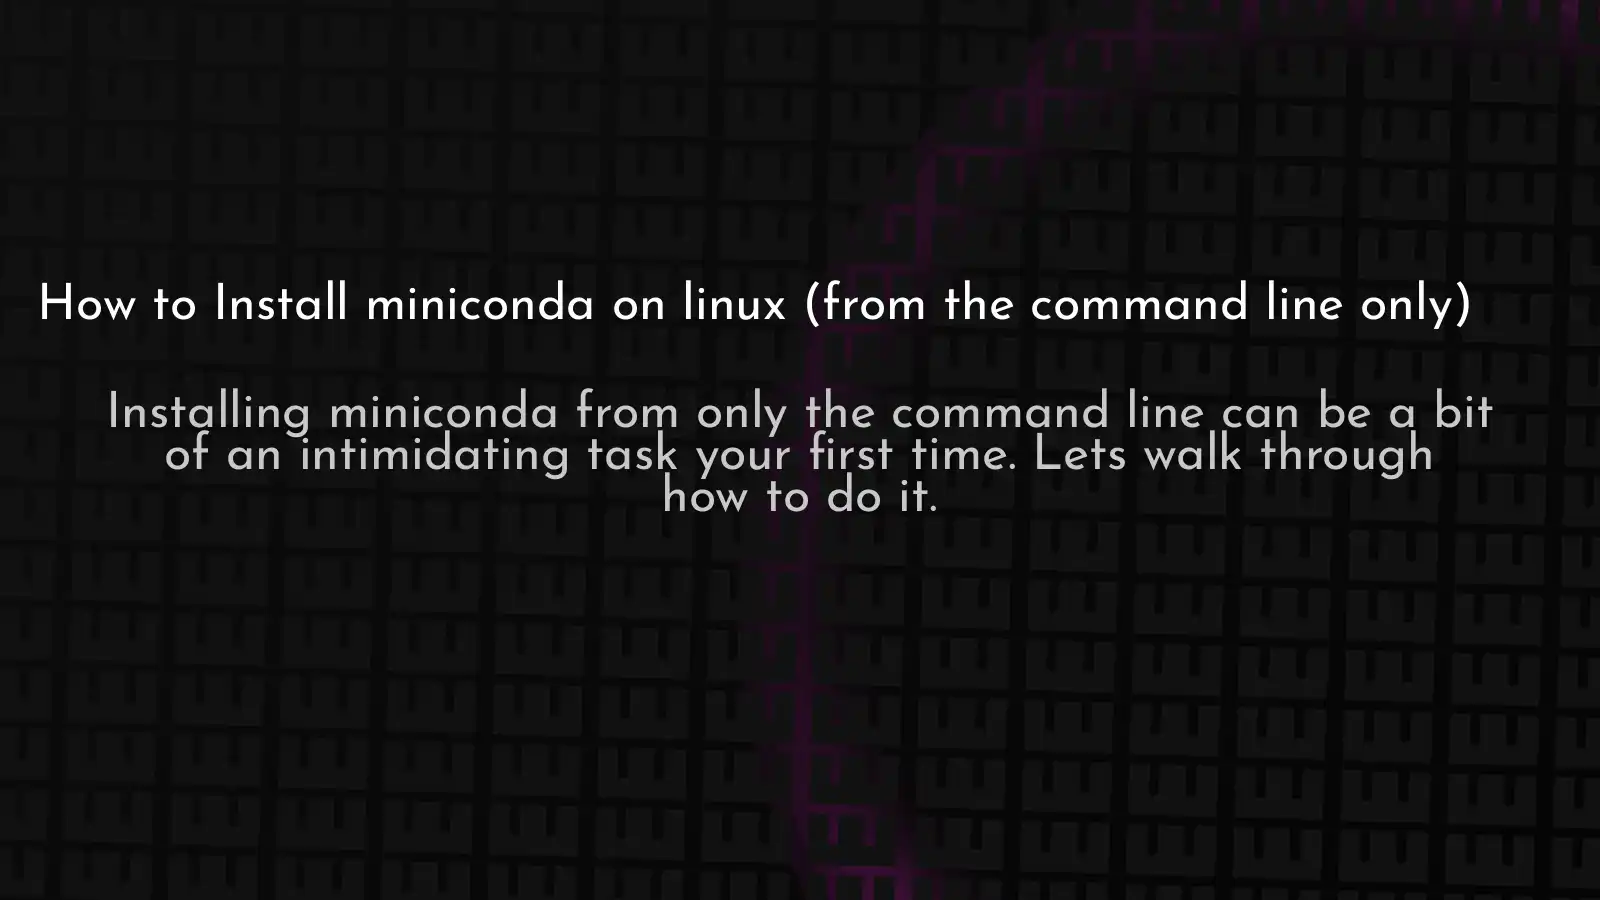 How to Install miniconda on linux (from the command line only)
Installing miniconda from only the command line can be a bit
of an intimidating task your first time. Lets walk through
how to do it.